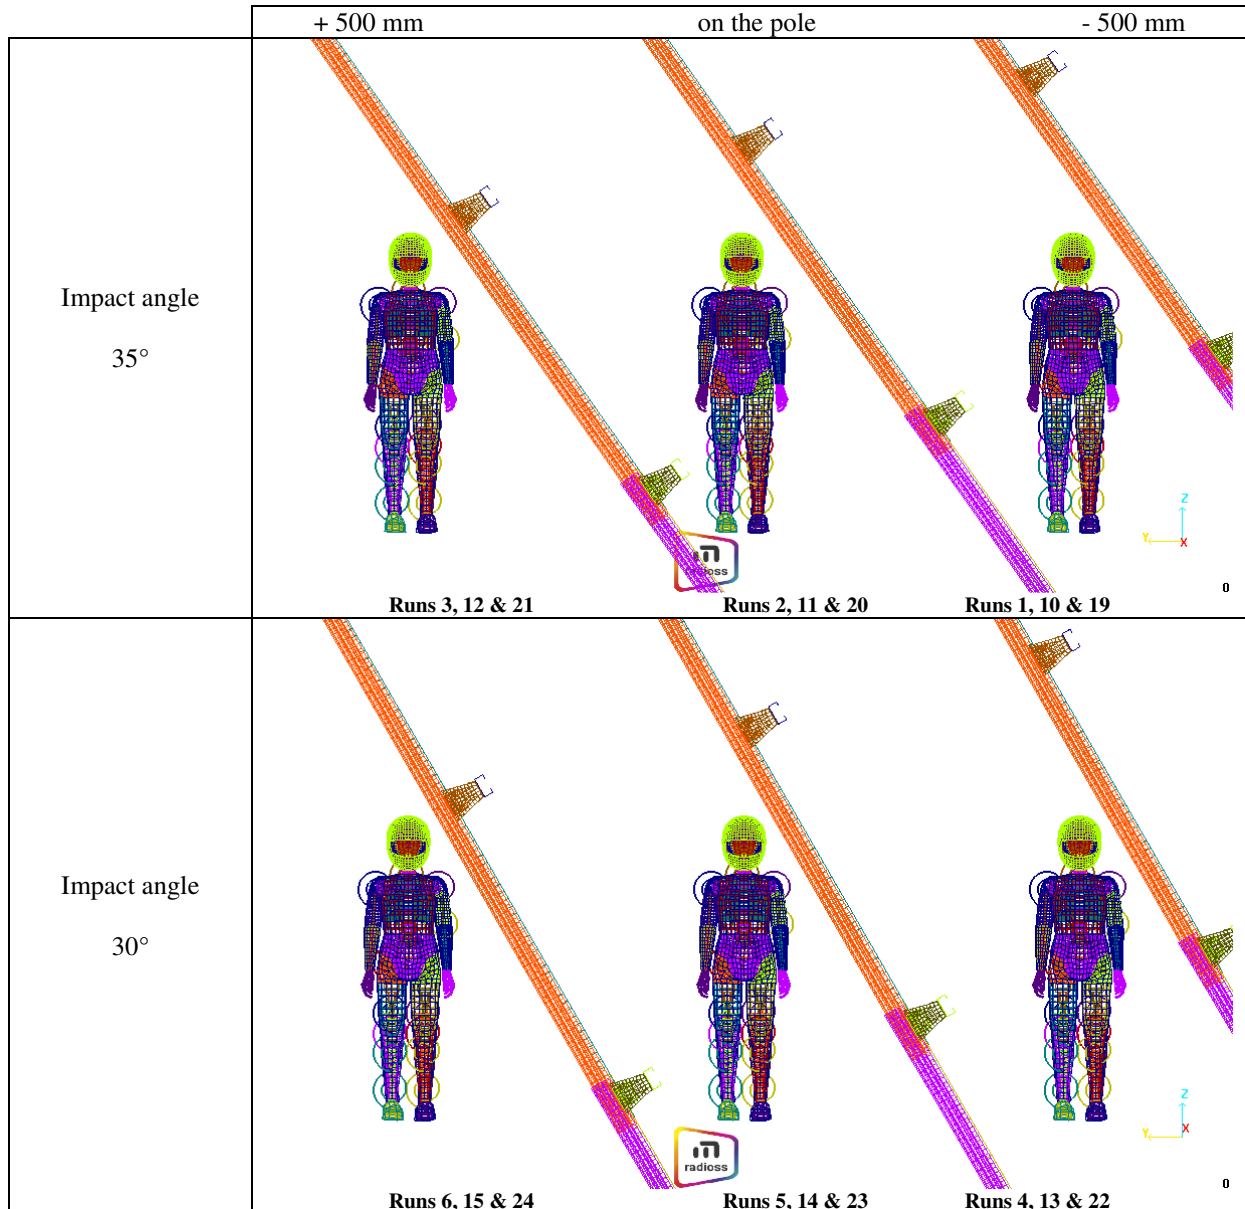 + 500 mm on the pole - 500 mm
Impact angle
35°
Z
Y X
radioss
0
Runs 3, 12 & 21 Runs 2, 11 & 20 Runs 1, 10 & 19
Impact angle
30°
Z
Y X
radioss
0
Runs 6, 15 & 24 Runs 5, 14 & 23 Runs 4, 13 & 22